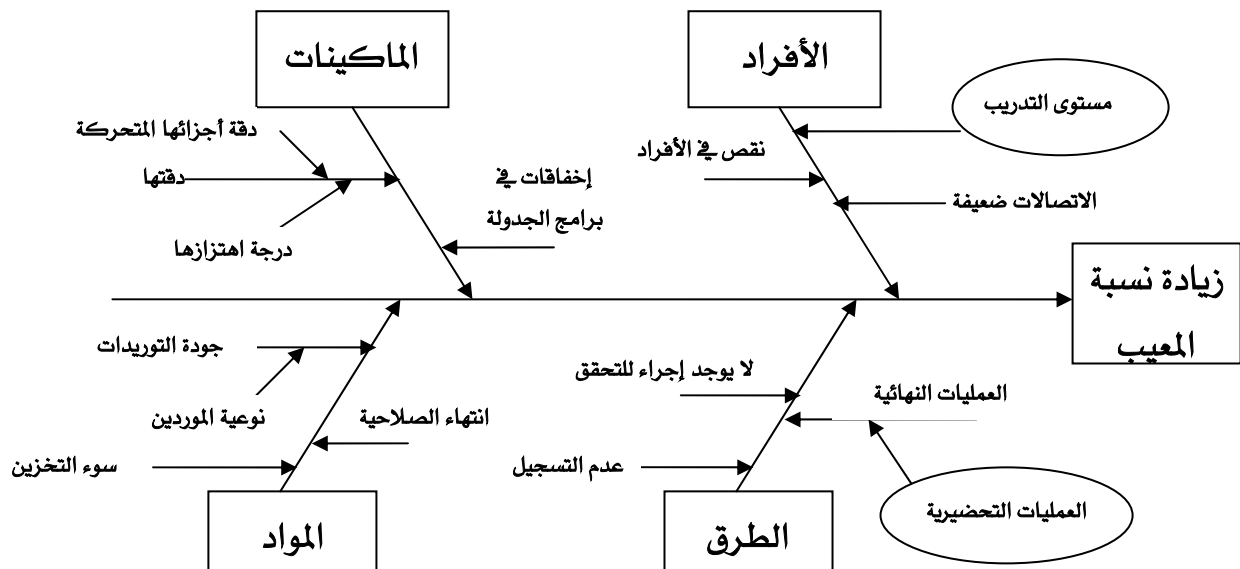 الأفراد
الماكينات
مستوى التدريب
نقص في الأفراد
الاتصالات ضعيفة
دقة أجزائها المتحركة
دقتها
درجة اهتزازها
إخفاقات في
برامج الجدولة
زيادة نسبة
المعيب
لا يوجد إجراء للتحقق
العمليات النهائية
عدم التسجيل
العمليات التحضيرية
الطرق
جودة التوريدات
نوعية الموردين
انتهاء الصلاحية
سوء التخزين
المواد